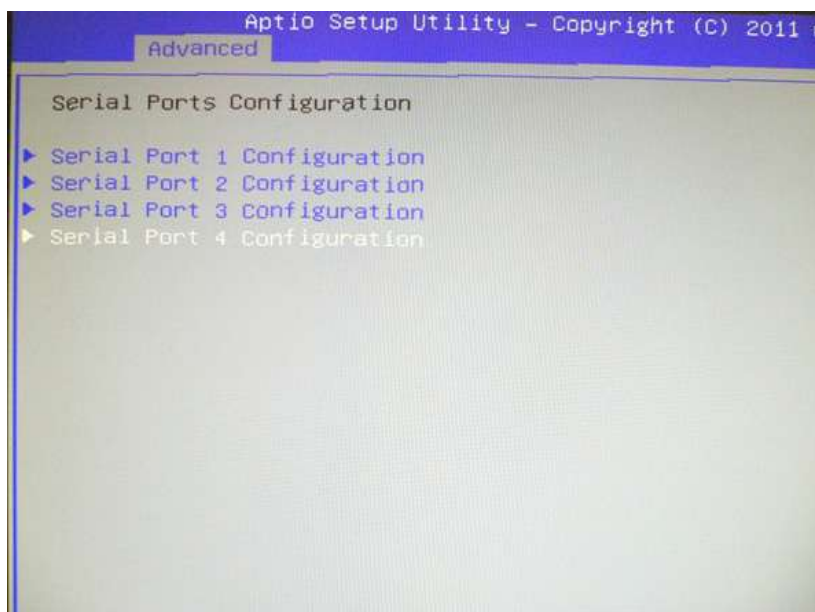 Aptio Setup Utility – Copyright (C) 2011
Advanced
Serial Ports Configuration
Serial Port 1 Configuration
Serial Port 2 Configuration
Serial Port 3 Configuration
Serial Port 4 Configuration